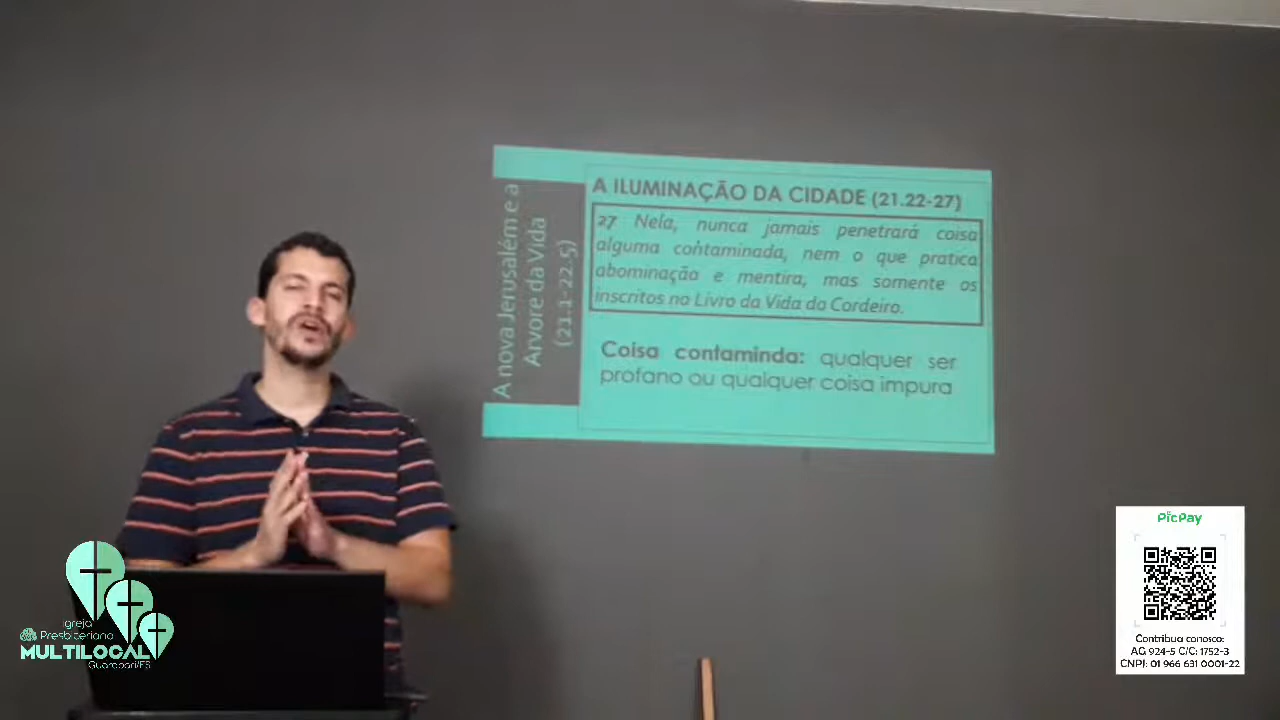 A nova Jerusalém e a
Árvore da Vida
(21.1-22.5)
A ILUMINAÇÃO DA CIDADE (21.22-27)
27 Nela, nunca jamais penetrará coisa
alguma contaminada, nem o que pratica
abominação e mentira, mas somente os
inscritos no Livro da Vida do Cordeiro.
Coisa contaminda: qualquer ser
profano ou qualquer coisa impura
Igreja
Presbiteriana
MULTILOCAL
Guarapari/ES
PicPay
Contribua conosco:
AG 924-5 C/C: 1752-3
CNPJ: 01 966 631 0001-22